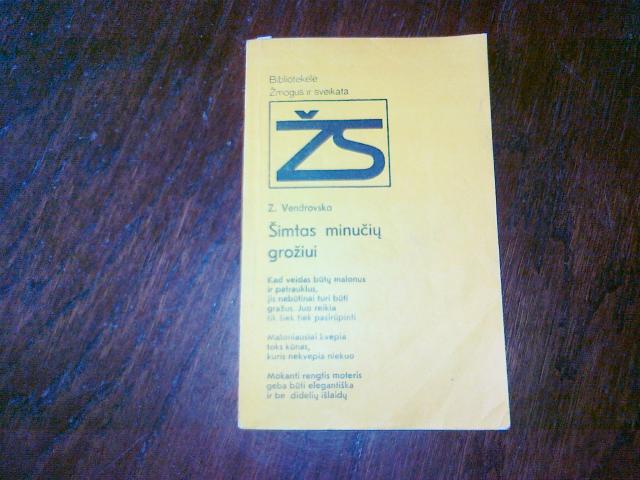 Bibliotekėlė
Žmogus ir sveikata
ŽS
Z. Vendrovska
Šimtas minučių
grožiui
Kad veidas būtų malonus
ir patrauklus,
jis nebūtinai turi būti
gražus. Juo reikia
tik šiek tiek pasirūpinti
Maloniausiai kvepia
toks kūnas,
kuris nekvepia niekuo
Mokanti rengtis moteris
geba būti elegantiška
ir be didelių išlaidų